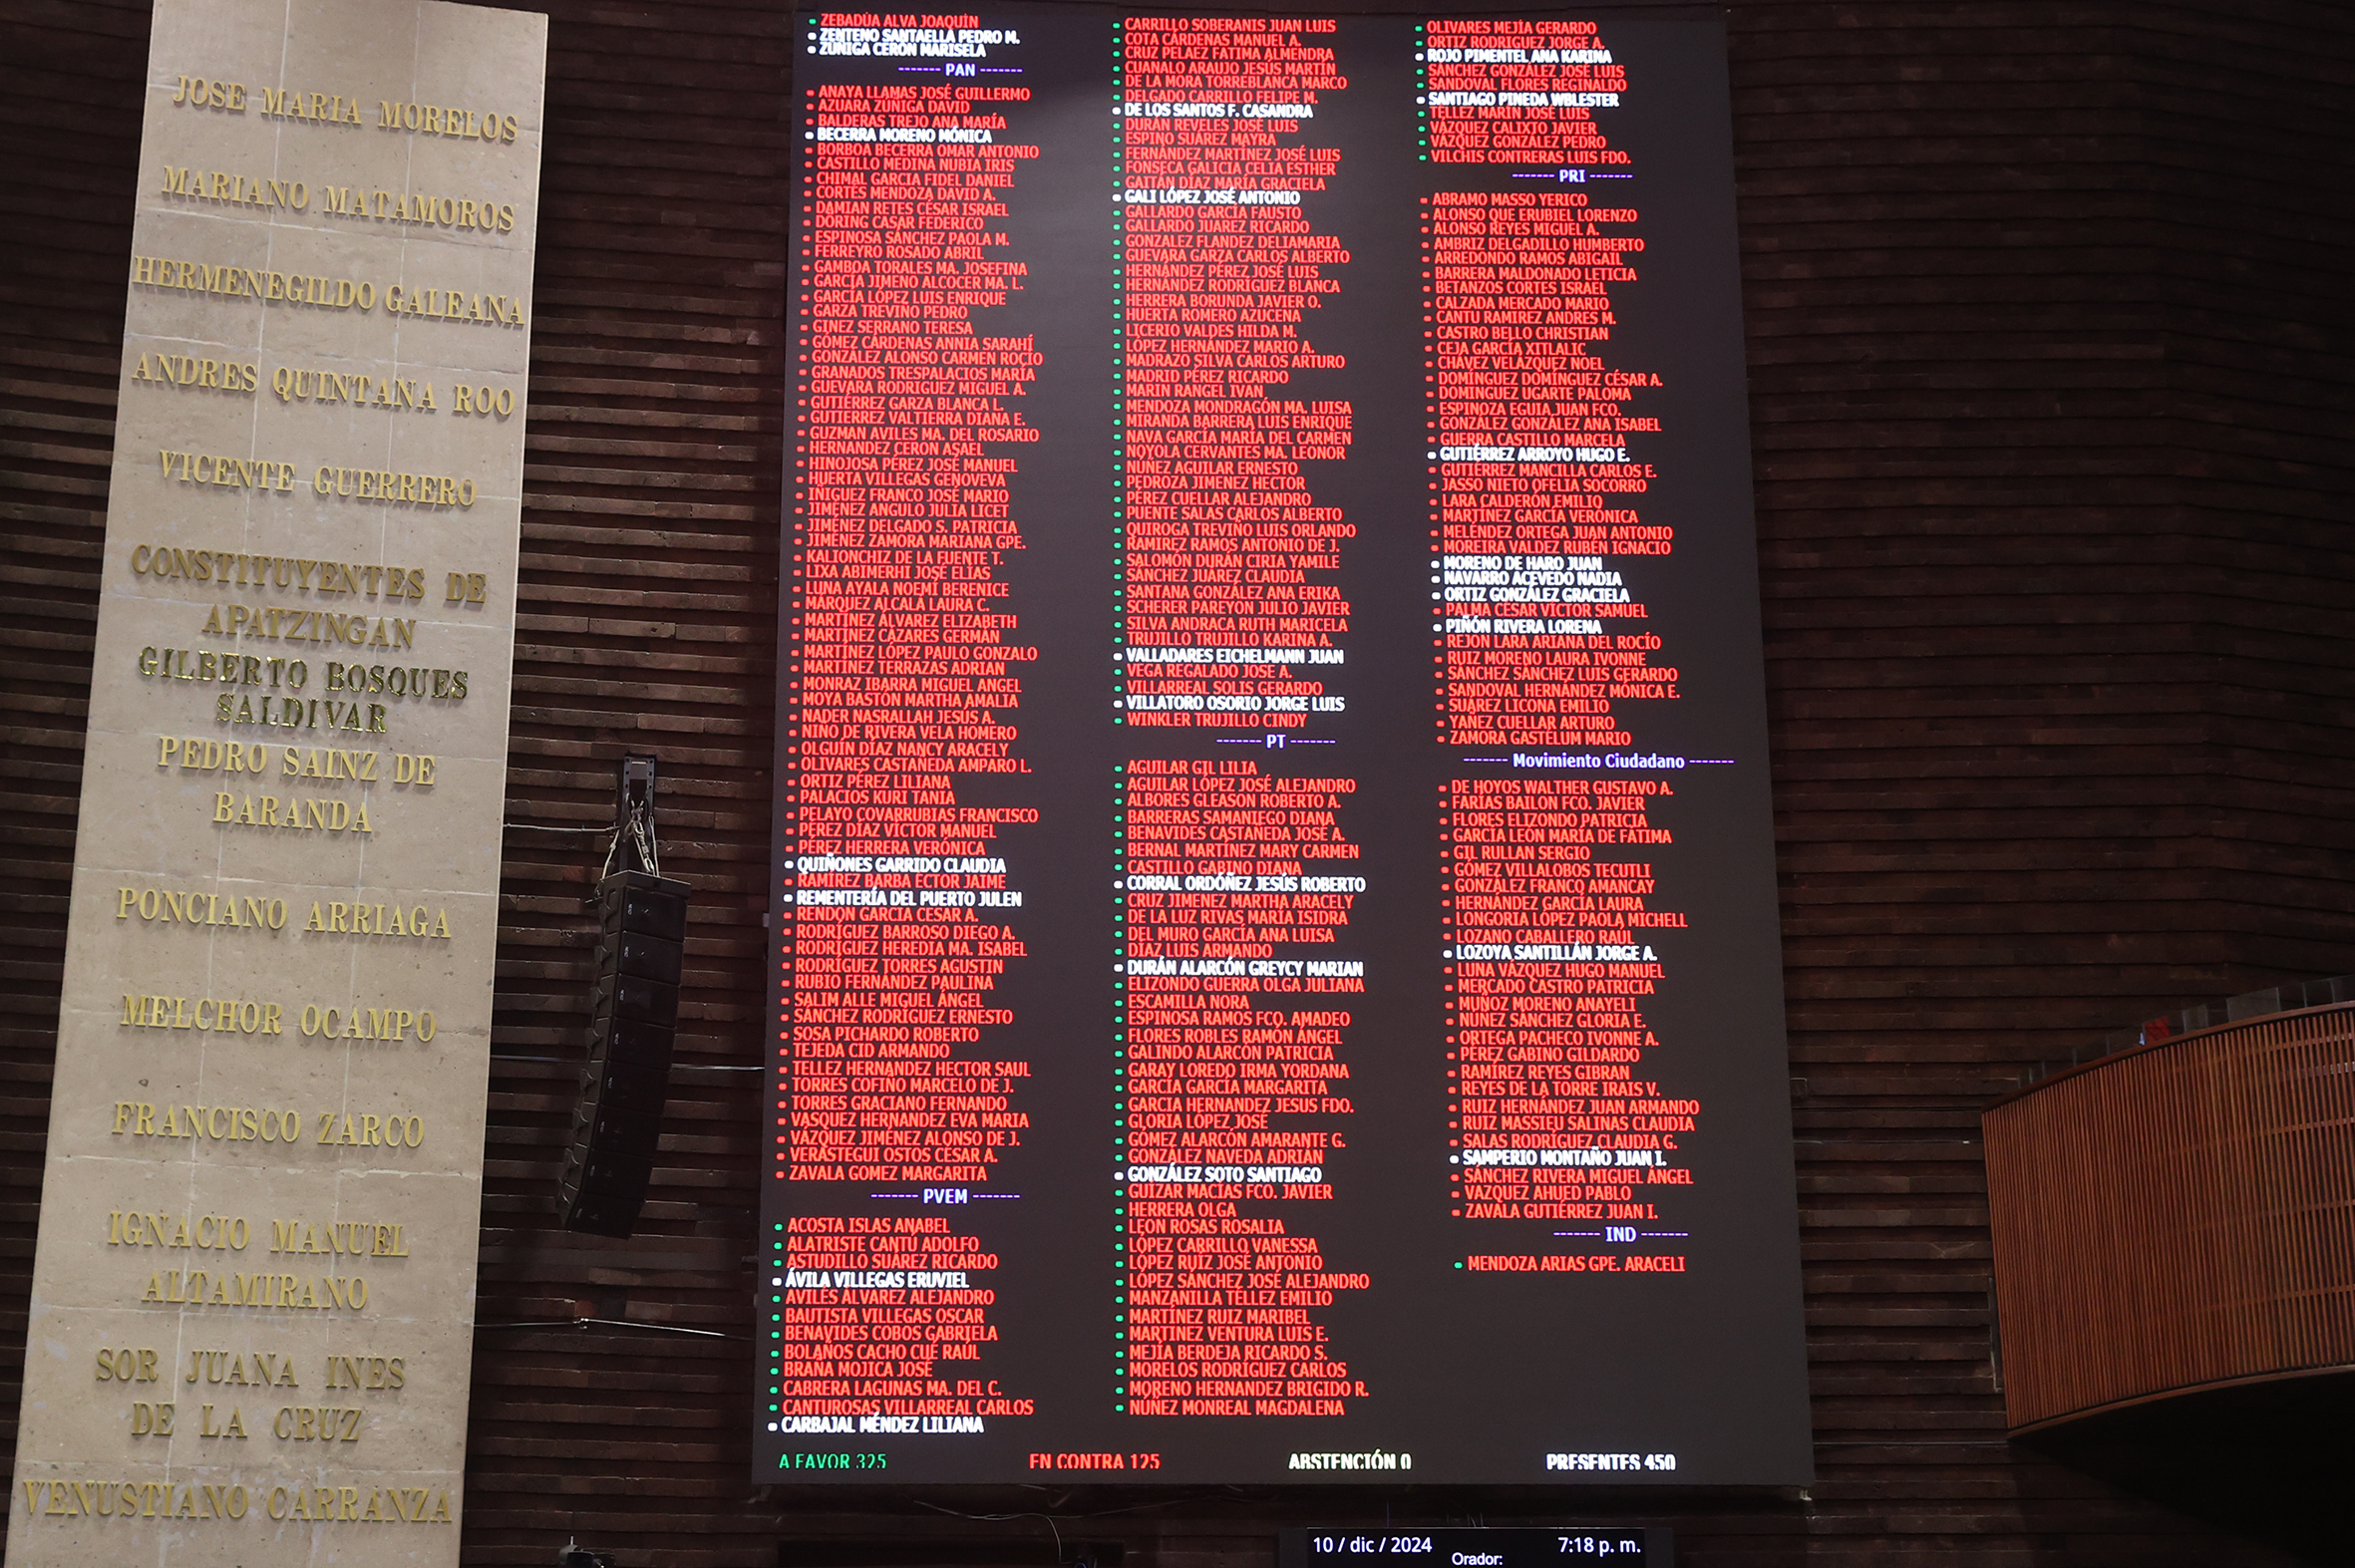 JOSE MARIA MORELOS
MARIANO MATAMOROS
HERMENEGILDO GALEANA
ANDRES QUINTANA ROO
VICENTE GUERRERO
CONSTITUYENTES DE
APATZINGAN
GILBERTO BOSQUES
SALDIVAR
PEDRO SAINZ DE
BARANDA
PONCIANO ARRIAGA
MELCHOR OCAMPO
FRANCISCO ZARCO
IGNACIO MANUEL
ALTAMIRANO
SOR JUANA INES
DE LA CRUZ
VENUSTIANO CARRANZA
ZEBADÚA ALVA JOAQUÍN
ZENTENO SANTAELLA PEDRO M.
ZÚÑIGA CERÓN MARISELA
------- PAN -------
ANAYA LLAMAS JOSÉ GUILLERMO
AZUARA ZÚÑIGA DAVID
BALDERAS TREJO ANA MARÍA
BECERRA MORENO MÓNICA
BORBOA BECERRA OMAR ANTONIO
CASTILLO MEDINA NUBIA IRIS
CHIMAL GARCIA FIDEL DANIEL
CORTÉS MENDOZA DAVID A.
DAMIAN RETES CÉSAR ISRAEL
DORING CASAR FEDERICO
ESPINOSA SÁNCHEZ PAOLA M.
FERREYRO ROSADO ABRIL
GAMBOA TORALES MA. JOSEFINA
GARCÍA JIMENO ALCOCER MA. L.
GARCÍA LÓPEZ LUIS ENRIQUE
GARZA TREVIÑO PEDRO
GINEZ SERRANO TERESA
GÓMEZ CÁRDENAS ANNIA SARAHÍ
GONZÁLEZ ALONSO CARMEN ROCÍO
GRANADOS TRESPALACIOS MARÍA
GUEVARA RODRIGUEZ MIGUEL A.
GUTIÉRREZ GARZA BLANCA L.
GUTIERREZ VALTIERRA DIANA E.
GUZMAN AVILES MA. DEL ROSARIO
HERNANDEZ CERON ASAEL
HINOJOSA PÉREZ JOSÉ MANUEL
HUERTA VILLEGAS GENOVEVA
IÑIGUEZ FRANCO JOSÉ MARIO
JIMÉNEZ ANGULO JULIA LICET
JIMÉNEZ DELGADO S. PATRICIA
JIMÉNEZ ZAMORA MARIANA GPE.
KALIONCHIZ DE LA FUENTE T.
LIXA ABIMERHI JOSÉ ELÍAS
LUNA AYALA NOEMÍ BERENICE
MÁRQUEZ ALCALÁ LAURA C.
MARTINEZ ÁLVAREZ ELIZABETH
MARTINEZ CÁZARES GERMÁN
MARTÍNEZ LÓPEZ PAULO GONZALO
MARTÍNEZ TERRAZAS ADRIAN
MONRAZ IBARRA MIGUEL ANGEL
MOYA BASTÓN MARTHA AMALIA
NADER NASRALLAH JESÚS A.
NIÑO DE RIVERA VELA HOMERO
OLGUÍN DÍAZ NANCY ARACELY
OLIVARES CASTAÑEDA AMPARO L.
ORTIZ PÉREZ LILIANA
PALACIOS KURI TANIA
PELAYO COVARRUBIAS FRANCISCO
PÉREZ DÍAZ VÍCTOR MANUEL
PÉREZ HERRERA VERÓNICA
QUIÑONES GARRIDO CLAUDIA
RAMÍREZ BARBA ÉCTOR JAIME
REMENTERÍA DEL PUERTO JULEN
RENDÓN GARCÍA CÉSAR A.
RODRÍGUEZ BARROSO DIEGO A.
RODRÍGUEZ HEREDIA MA. ISABEL
RODRÍGUEZ TORRES AGUSTÍN
RUBIO FERNÁNDEZ PAULINA
SALIM ALLE MIGUEL ÁNGEL
SÁNCHEZ RODRÍGUEZ ERNESTO
SOSA PICHARDO ROBERTO
TEJEDA CID ARMANDO
TELLEZ HERNANDEZ HECTOR SAUL
TORRES COFIÑO MARCELO DE J.
TORRES GRACIANO FERNANDO
VASQUEZ HERNANDEZ EVA MARIA
VÁZQUEZ JIMÉNEZ ALONSO DE J.
VERÁSTEGUI OSTOS CÉSAR A.
ZAVALA GOMEZ MARGARITA
------- PVEM -------
ACOSTA ISLAS ANABEL
ALATRISTE CANTÚ ADOLFO
ASTUDILLO SUÁREZ RICARDO
ÁVILA VILLEGAS ERUVIEL
AVILÉS ÁLVAREZ ALEJANDRO
BAUTISTA VILLEGAS OSCAR
BENAVIDES COBOS GABRIELA
BOLAÑOS CACHO CUÉ RAÚL
BRAÑA MOJICA JOSÉ
CABRERA LAGUNAS MA. DEL C.
CANTUROSAS VILLARREAL CARLOS
CARBAJAL MÉNDEZ LILIANA
CARRILLO SOBERANIS JUAN LUIS
COTA CÁRDENAS MANUEL A.
CRUZ PELÁEZ FÁTIMA ALMENDRA
CUANALO ARAUJO JESÚS MARTÍN
DE LA MORA TORREBLANCA MARCO
DELGADO CARRILLO FELIPE M.
DE LOS SANTOS F. CASANDRA
DURÁN REVELES JOSÉ LUIS
ESPINO SUÁREZ MAYRA
FERNÁNDEZ MARTÍNEZ JOSÉ LUIS
FONSECA GALICIA CELIA ESTHER
GAITÁN DÍAZ MARÍA GRACIELA
GALI LÓPEZ JOSÉ ANTONIO
GALLARDO GARCÍA FAUSTO
GALLARDO JUÁREZ RICARDO
GONZALEZ FLANDEZ DELIAMARIA
GUEVARA GARZA CARLOS ALBERTO
HERNÁNDEZ PÉREZ JOSÉ LUIS
HERNÁNDEZ RODRÍGUEZ BLANCA
HERRERA BORUNDA JAVIER O.
HUERTA ROMERO AZUCENA
LICERIO VALDES HILDA M.
LÓPEZ HERNÁNDEZ MARIO A.
MADRAZO SILVA CARLOS ARTURO
MADRID PÉREZ RICARDO
MARÍN RANGEL IVÁN
MENDOZA MONDRAGÓN MA. LUISA
MIRANDA BARRERA LUIS ENRIQUE
NAVA GARCÍA MARÍA DEL CARMEN
NOYOLA CERVANTES MA. LEONOR
NÚÑEZ AGUILAR ERNESTO
PEDROZA JIMENEZ HECTOR
PÉREZ CUELLAR ALEJANDRO
PUENTE SALAS CARLOS ALBERTO
QUIROGA TREVIÑO LUIS ORLANDO
RAMIREZ RAMOS ANTONIO DE J.
SALOMÓN DURÁN CIRIA YAMILE
SÁNCHEZ JUÁREZ CLAUDIA
SANTANA GONZÁLEZ ANA ERIKA
SCHERER PAREYÓN JULIO JAVIER
SILVA ANDRACA RUTH MARICELA
TRUJILLO TRUJILLO KARINA A.
VALLADARES EICHELMANN JUAN
VEGA REGALADO JOSE A.
VILLARREAL SOLIS GERARDO
VILLATORO OSORIO JORGE LUIS
WINKLER TRUJILLO CINDY
------- PT -------
AGUILAR GIL LILIA
AGUILAR LÓPEZ JOSÉ ALEJANDRO
ALBORES GLEASON ROBERTO A.
BARRERAS SAMANIEGO DIANA
BENAVIDES CASTAÑEDA JOSE A.
BERNAL MARTÍNEZ MARY CARMEN
CASTILLO GABINO DIANA
CORRAL ORDÓÑEZ JESÚS ROBERTO
CRUZ JIMENEZ MARTHA ARACELY
DE LA LUZ RIVAS MARÍA ISIDRA
DEL MURO GARCÍA ANA LUISA
DÍAZ LUIS ARMANDO
DURÁN ALARCÓN GREYCY MARIAN
ELIZONDO GUERRA OLGA JULIANA
ESCAMILLA NORA
ESPINOSA RAMOS FCO. AMADEO
FLORES ROBLES RAMÓN ÁNGEL
GALINDO ALARCÓN PATRICIA
GARAY LOREDO IRMA YORDANA
GARCÍA GARCÍA MARGARITA
GARCIA HERNANDEZ JESUS FDO.
GLORIA LÓPEZ JOSÉ
GÓMEZ ALARCÓN AMARANTE G.
GONZÁLEZ NAVEDA ADRIÁN
GONZÁLEZ SOTO SANTIAGO
GUÍZAR MACÍAS FCO. JAVIER
HERRERA OLGA
LEÓN ROSAS ROSALIA
LÓPEZ CARRILLO VANESSA
LÓPEZ RUIZ JOSÉ ANTONIO
LÓPEZ SÁNCHEZ JOSÉ ALEJANDRO
MANZANILLA TÉLLEZ EMILIO
MARTÍNEZ RUIZ MARIBEL
MARTÍNEZ VENTURA LUIS E.
MEJÍA BERDEJA RICARDO S.
MORELOS RODRÍGUEZ CARLOS
MORENO HERNANDEZ BRIGIDO R.
NÚÑEZ MONREAL MAGDALENA
OLIVARES MEJÍA GERARDO
ORTIZ RODRIGUEZ JORGE A.
ROJO PIMENTEL ANA KARINA
SÁNCHEZ GONZÁLEZ JOSÉ LUIS
SANDOVAL FLORES REGINALDO
SANTIAGO PINEDA WBLESTER
TÉLLEZ MARÍN JOSÉ LUIS
VÁZQUEZ CALIXTO JAVIER
VÁZQUEZ GONZÁLEZ PEDRO
VILCHIS CONTRERAS LUIS FDO.
------- PRI -------
ABRAMO MASSO YERICO
ALONSO QUE ERUBIEL LORENZO
ALONSO REYES MIGUEL A.
AMBRIZ DELGADILLO HUMBERTO
ARREDONDO RAMOS ABIGAIL
BARRERA MALDONADO LETICIA
BETANZOS CORTES ISRAEL
CALZADA MERCADO MARIO
CANTÚ RAMIREZ ANDRES M.
CASTRO BELLO CHRISTIAN
CEJA GARCÍA XITLALIC
CHÁVEZ VELÁZQUEZ NOEL
DOMÍNGUEZ DOMÍNGUEZ CÉSAR A.
DOMINGUEZ UGARTE PALOMA
ESPINOZA EGUIA JUAN FCO.
GONZÁLEZ GONZÁLEZ ANA ISABEL
GUERRA CASTILLO MARCELA
GUTIÉRREZ ARROYO HUGO E.
GUTIÉRREZ MANCILLA CARLOS E.
JASSO NIETO OFELIA SOCORRO
LARA CALDERÓN EMILIO
MARTÍNEZ GARCÍA VERÓNICA
MELÉNDEZ ORTEGA JUAN ANTONIO
MOREIRA VALDEZ RUBÉN IGNACIO
MORENO DE HARO JUAN
NAVARRO ACEVEDO NADIA
ORTIZ GONZÁLEZ GRACIELA
PALMA CÉSAR VÍCTOR SAMUEL
PIÑÓN RIVERA LORENA
REJÓN LARA ARIANA DEL ROCÍO
RUIZ MORENO LAURA IVONNE
SÁNCHEZ SÁNCHEZ LUIS GERARDO
SANDOVAL HERNÁNDEZ MÓNICA E.
SUÁREZ LICONA EMILIO
YAÑEZ CUELLAR ARTURO
ZAMORA GASTÉLUM MARIO
------- Movimiento Ciudadano -------
DE HOYOS WALTHER GUSTAVO A.
FARÍAS BAILÓN FCO. JAVIER
FLORES ELIZONDO PATRICIA
GARCÍA LEÓN MARÍA DE FÁTIMA
GIL RULLAN SERGIO
GÓMEZ VILLALOBOS TECUTLI
GONZÁLEZ FRANCO AMANCAY
HERNÁNDEZ GARCÍA LAURA
LONGORIA LÓPEZ PAOLA MICHELL
LOZANO CABALLERO RAÚL
LOZOYA SANTILLÁN JORGE A.
LUNA VÁZQUEZ HUGO MANUEL
MERCADO CASTRO PATRICIA
MUÑOZ MORENO ANAYELI
NÚÑEZ SÁNCHEZ GLORIA E.
ORTEGA PACHECO IVONNE A.
PÉREZ GABINO GILDARDO
RAMÍREZ REYES GIBRAN
REYES DE LA TORRE IRAIS V.
RUIZ HERNÁNDEZ JUAN ARMANDO
RUIZ MASSIEU SALINAS CLAUDIA
SALAS RODRÍGUEZ CLAUDIA G.
SAMPERIO MONTAÑO JUAN I.
SÁNCHEZ RIVERA MIGUEL ÁNGEL
VÁZQUEZ AHUED PABLO
ZAVALA GUTIÉRREZ JUAN I.
------- IND -------
MENDOZA ARIAS GPE. ARACELI
A FAVOR 325
EN CONTRA 125
ABSTENCIÓN 0
PRESENTES 450
10 / dic / 2024
7:18 p. m.
Orador: